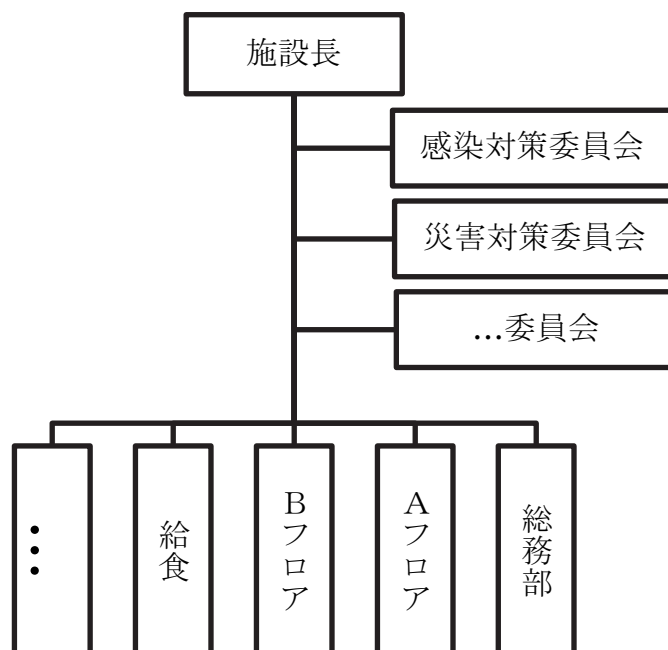 施設長
感染対策委員会
災害対策委員会
…委員会
総務部
Aフロア
Bフロア
給食
…